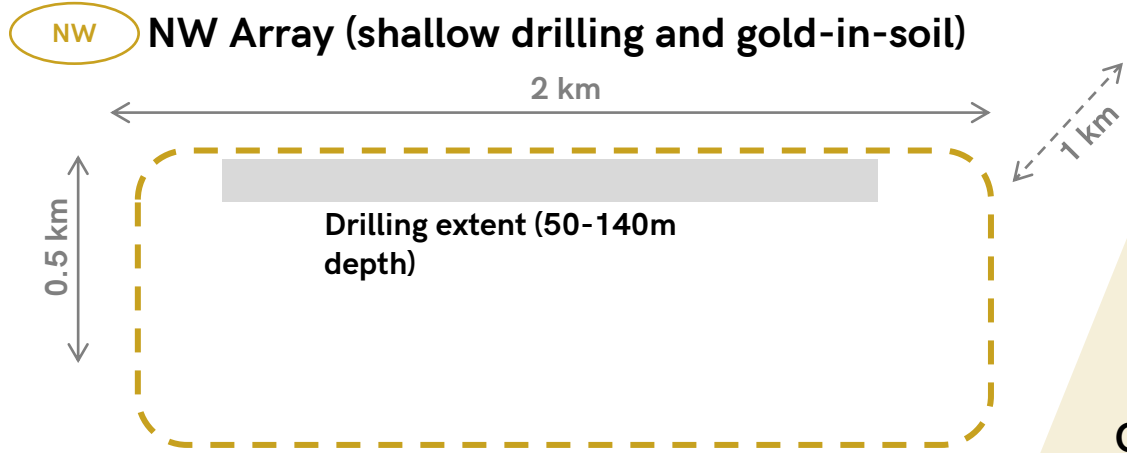 NW
NW Array (shallow drilling and gold-in-soil)
2 km
1 km
0.5 km
Drilling extent (50-140m
depth)